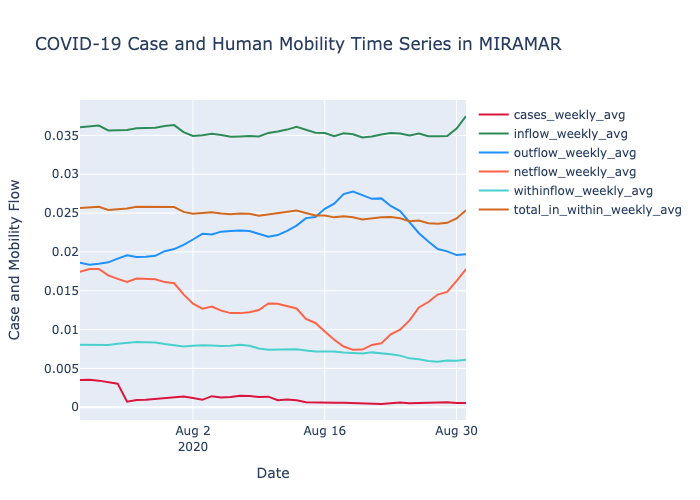 COVID-19 Case and Human Mobility Time Series in MIRAMAR
Case and Mobility Flow
0.035
0.03
0.025
0.02
0.015
0.01
0.005
0
Aug 2
2020
Aug 16
Aug 30
Date
cases_weekly_avg
inflow_weekly_avg
outflow_weekly_avg
netflow_weekly_avg
withinflow_weekly_avg
total_in_within_weekly_avg